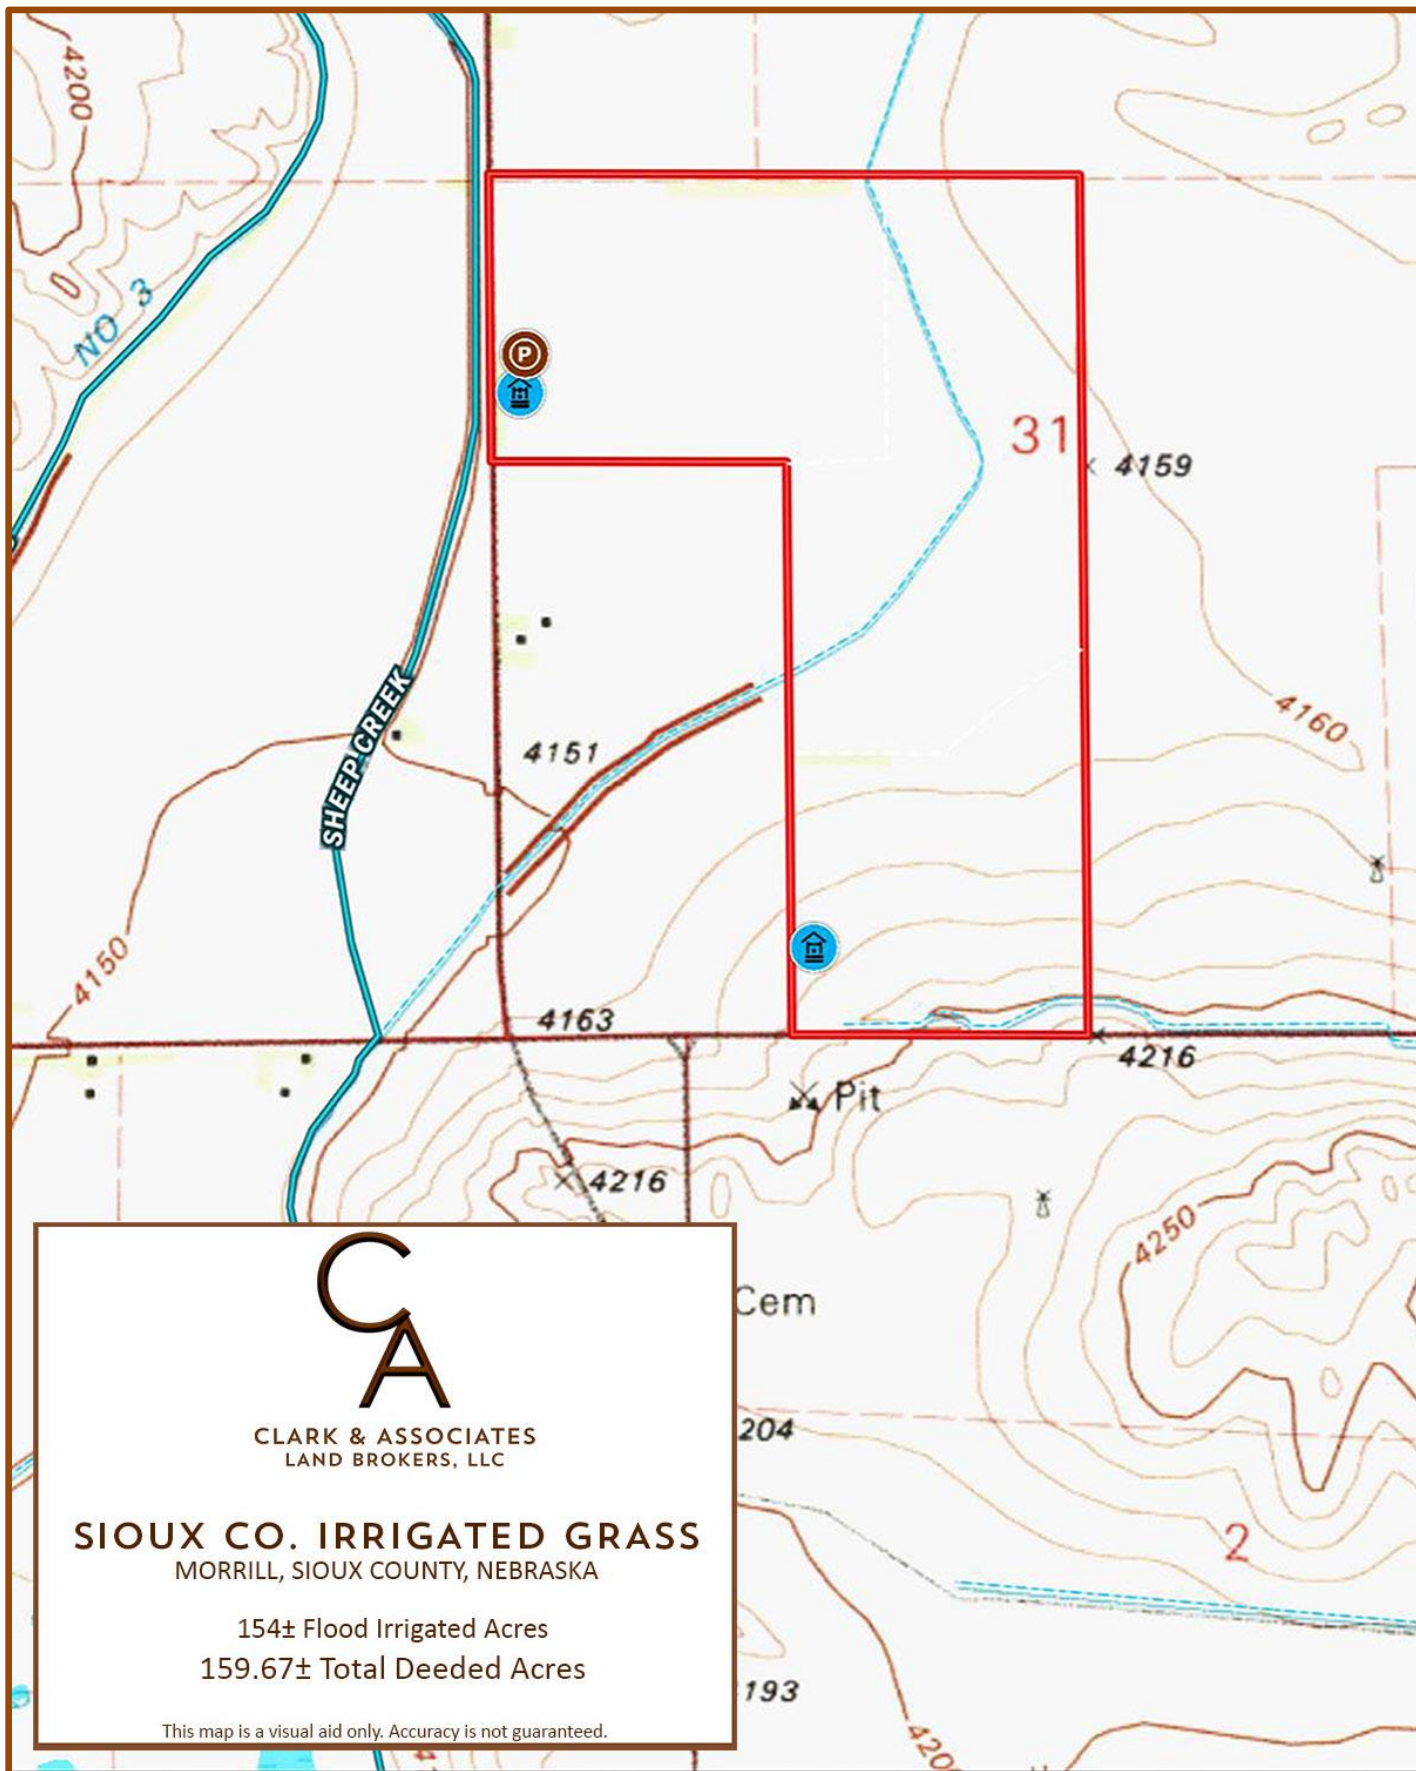 4200
NO 3
P
31
4159
SHEEP CREEK
4151
4160
4150
4163
4216
Pit
4216
4250
Cem
204
2
193
420
CA
CLARK & ASSOCIATES
LAND BROKERS, LLC
SIOUX CO. IRRIGATED GRASS
MORRILL, SIOUX COUNTY, NEBRASKA
154± Flood Irrigated Acres
159.67± Total Deeded Acres
This map is a visual aid only. Accuracy is not guaranteed.